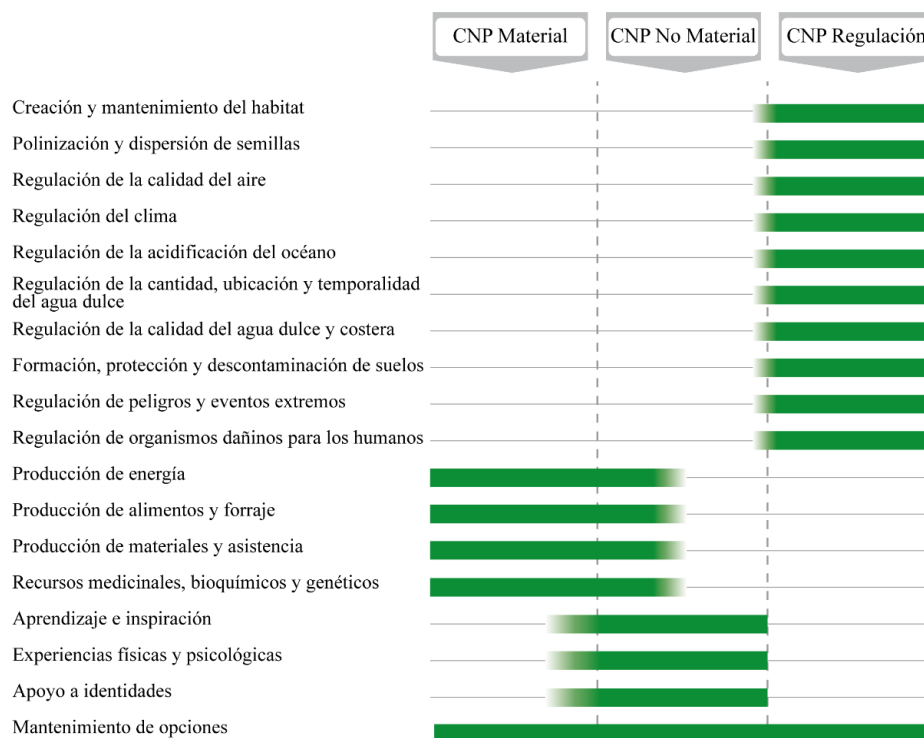 CNP Material
CNP No Material
CNP Regulación
Creación y mantenimiento del habitat
Polinización y dispersión de semillas
Regulación de la calidad del aire
Regulación del clima
Regulación de la acidificación del océano
Regulación de la cantidad, ubicación y temporalidad
del agua dulce
Regulación de la calidad del agua dulce y costera
Formación, protección y descontaminación de suelos
Regulación de peligros y eventos extremos
Regulación de organismos dañinos para los humanos
Producción de energía
Producción de alimentos y forraje
Producción de materiales y asistencia
Recursos medicinales, bioquímicos y genéticos
Aprendizaje e inspiración
Experiencias físicas y psicológicas
Apoyo a identidades
Mantenimiento de opciones